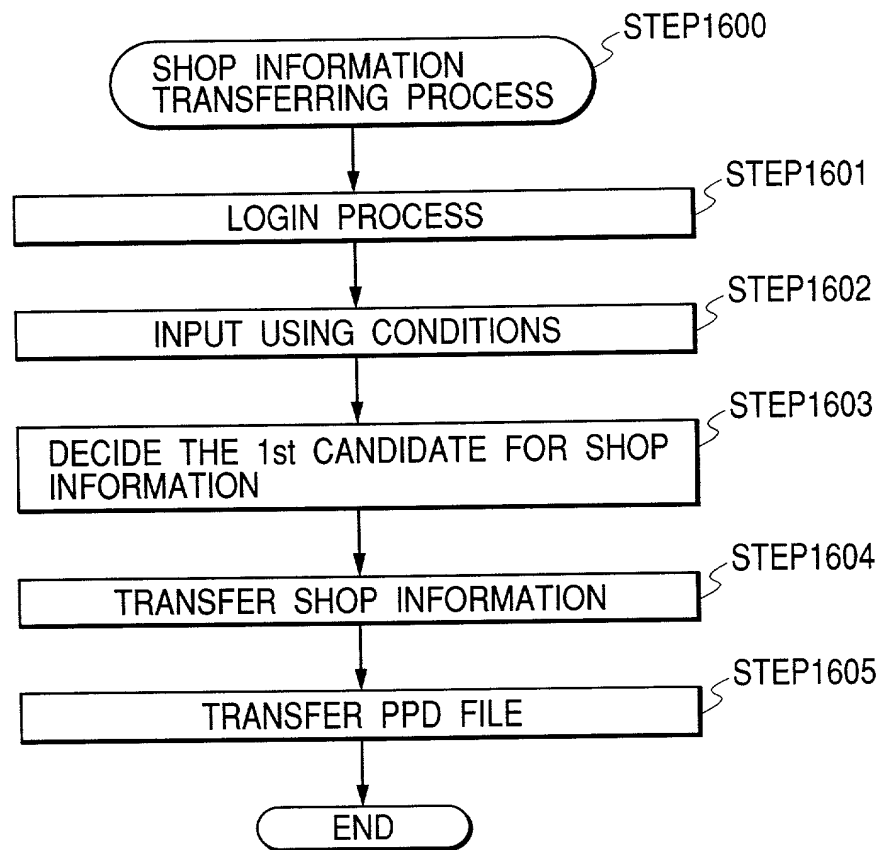 STEP1600
SHOP INFORMATION
TRANSFERRING PROCESS
STEP1601
LOGIN PROCESS
STEP1602
INPUT USING CONDITIONS
STEP1603
DECIDE THE 1st CANDIDATE FOR SHOP
INFORMATION
STEP1604
TRANSFER SHOP INFORMATION
STEP1605
TRANSFER PPD FILE
END